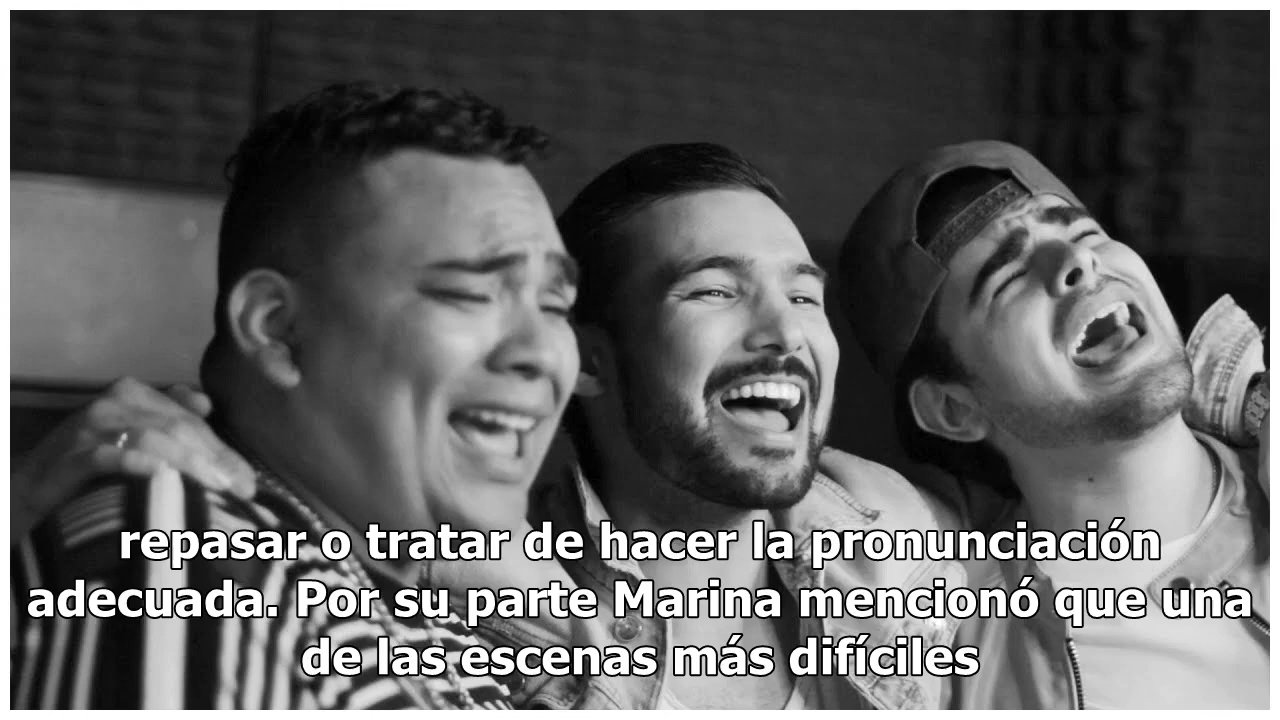 repasar o tratar de hacer la pronunciación
adecuada. Por su parte Marina mencionó que una
de las escenas más difíciles